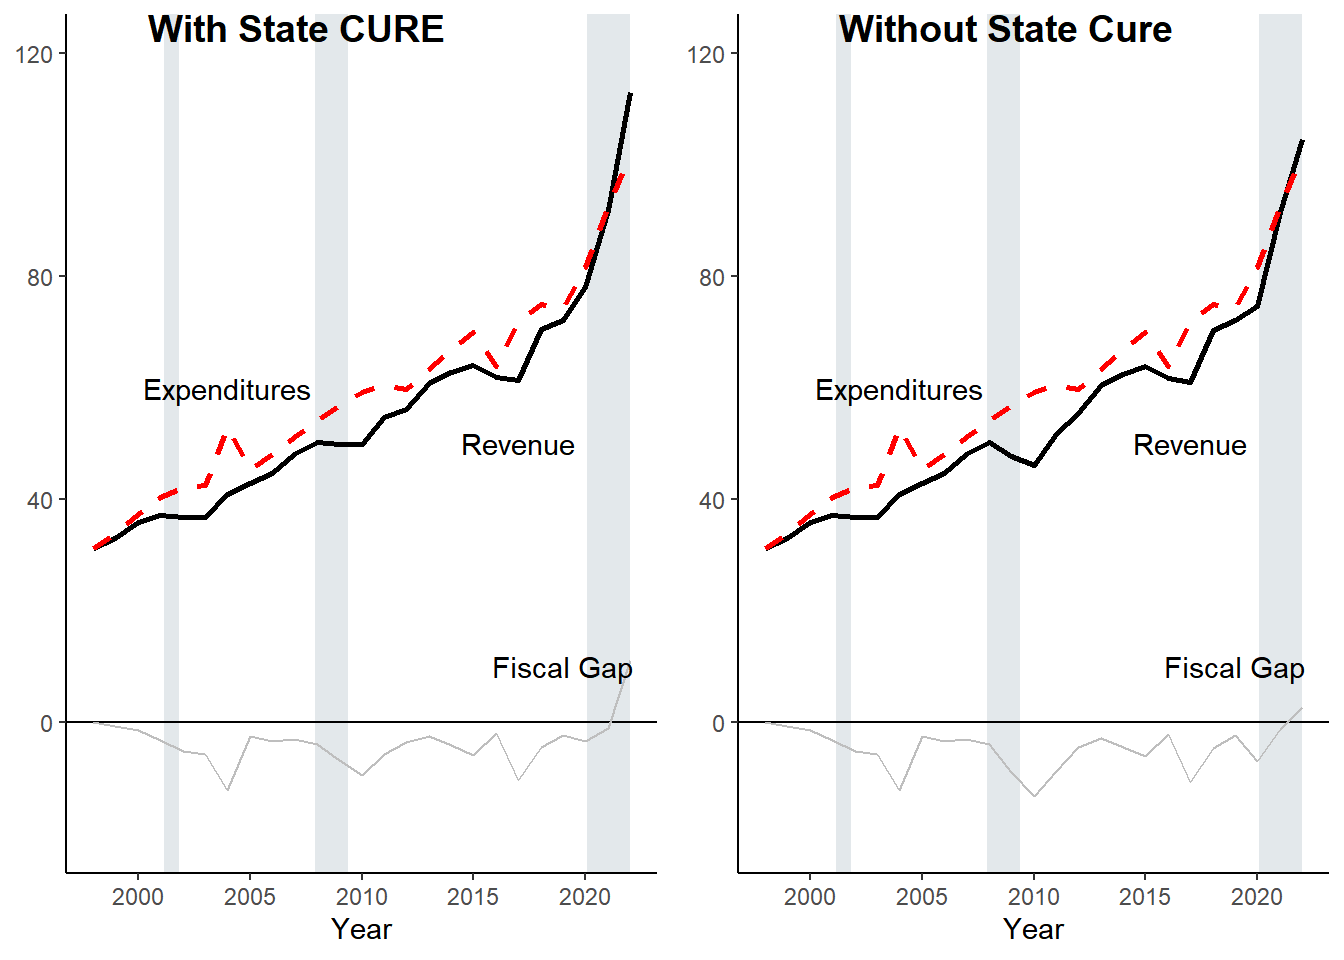 With State CURE
120
80
40
0
Expenditures
Revenue
Fiscal Gap
2000 2005 2010 2015 2020
Year
Without State Cure
120
80
40
0
Expenditures
Revenue
Fiscal Gap
2000 2005 2010 2015 2020
Year